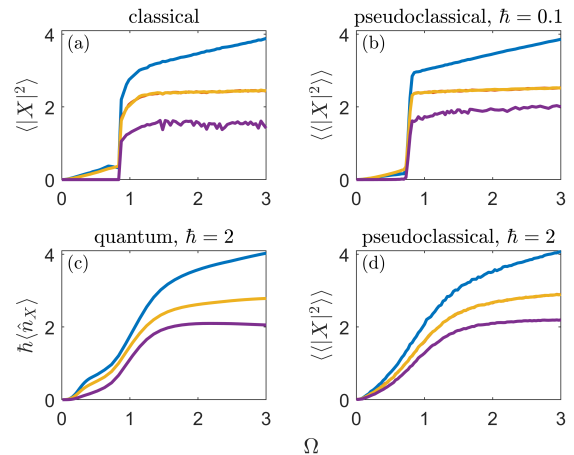 classical
pseudoclassical, ħ = 0.1
(a)
(b)
⟨|X|²⟩
⟨⟨|X|²⟩⟩
4
2
0
0 1 2 3
4
2
0
0 1 2 3
quantum, ħ = 2
pseudoclassical, ħ = 2
(c)
(d)
ħ⟨n̂_X⟩
⟨⟨|X|²⟩⟩
4
2
0
0 1 2 3
4
2
0
0 1 2 3
Ω